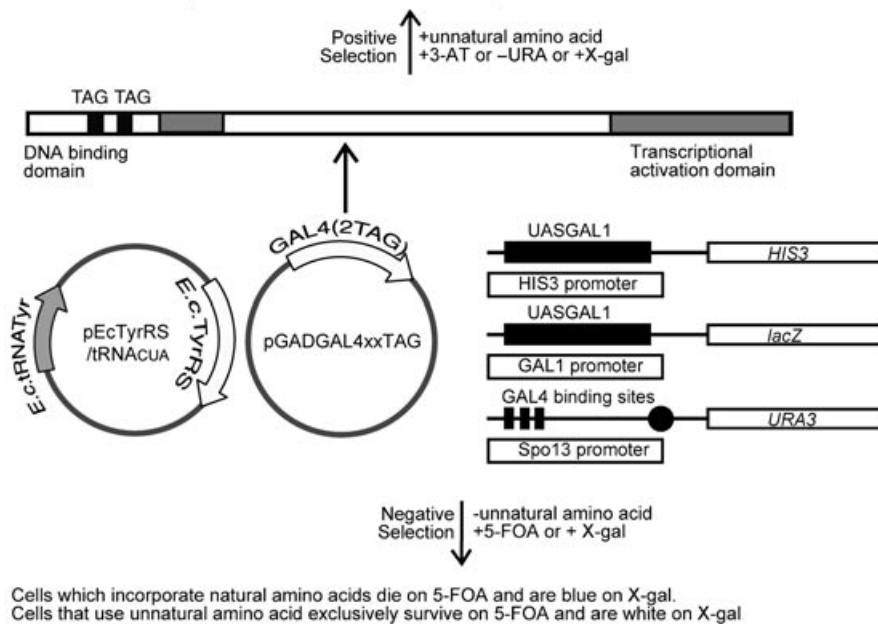 Positive Selection
+unnatural amino acid
+3-AT or –URA or +X-gal
TAG TAG
DNA binding domain
Transcriptional activation domain
E.c.tRNATyr
pEcTyrRS
/tRNACUA
E.c.TyrRS
GAL4(2TAG)
pGADGAL4xxTAG
UASGAL1
HIS3
HIS3 promoter
UASGAL1
lacZ
GAL1 promoter
GAL4 binding sites
URA3
Spo13 promoter
Negative Selection
-unnatural amino acid
+5-FOA or + X-gal
Cells which incorporate natural amino acids die on 5-FOA and are blue on X-gal.
Cells that use unnatural amino acid exclusively survive on 5-FOA and are white on X-gal